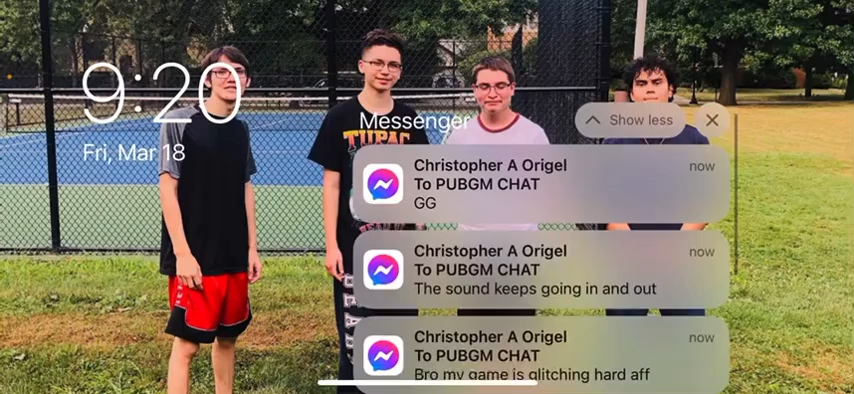 9:20
Fri, Mar 18
TUPAC
Messenger
Show less
Christopher A Origel
now
To PUBGM CHAT
GG
Christopher A Origel
now
To PUBGM CHAT
The sound keeps going in and out
Christopher A Origel
now
To PUBGM CHAT
Bro my game is glitching hard aff